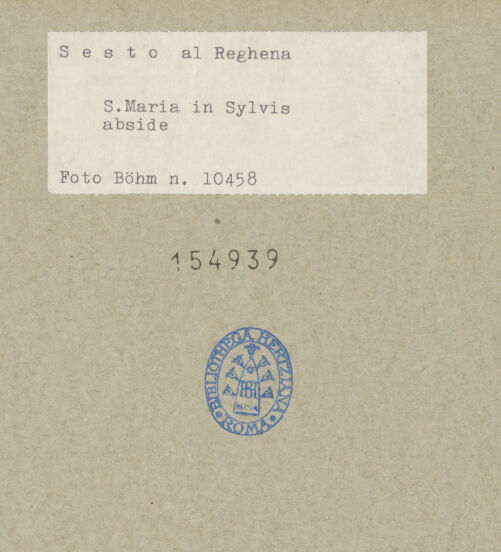 S e s t o al Reghena
S.Maria in Sylvis
abside
Foto Böhm n. 10458
154939
BIBLIOTHECA HERTZIANA
ROMA